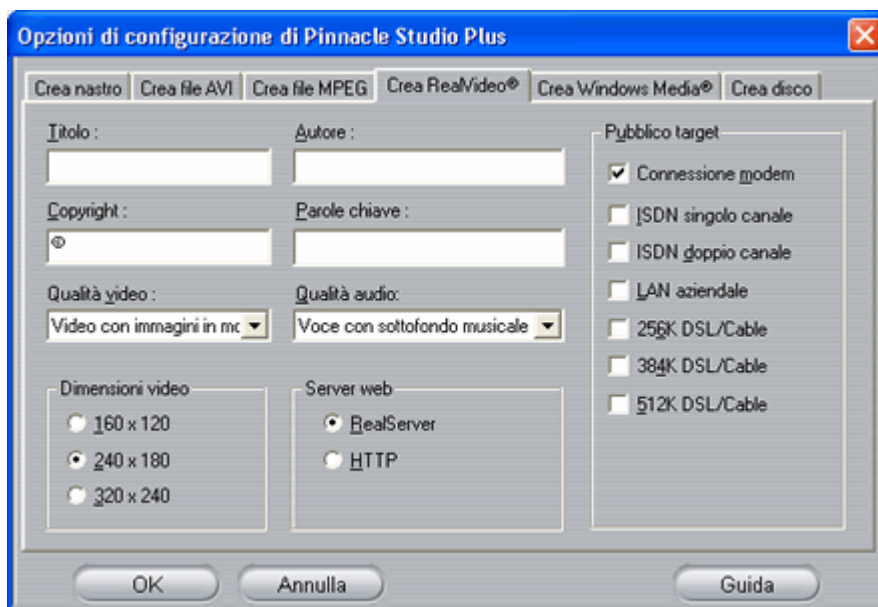 Opzioni di configurazione di Pinnacle Studio Plus
Crea nastro Crea file AVI Crea file MPEG Crea RealVideo® Crea Windows Media® Crea disco
Titolo :
Autore :
Copyright :
©
Parole chiave :
Qualità video :
Video con immagini in mo
Qualità audio:
Voce con sottofondo musicale
Dimensioni video
160 x 120
240 x 180
320 x 240
Server web
RealServer
HTTP
Pubblico target
Connessione modem
ISDN singolo canale
ISDN doppio canale
LAN aziendale
256K DSL/Cable
384K DSL/Cable
512K DSL/Cable
OK Annulla Guida